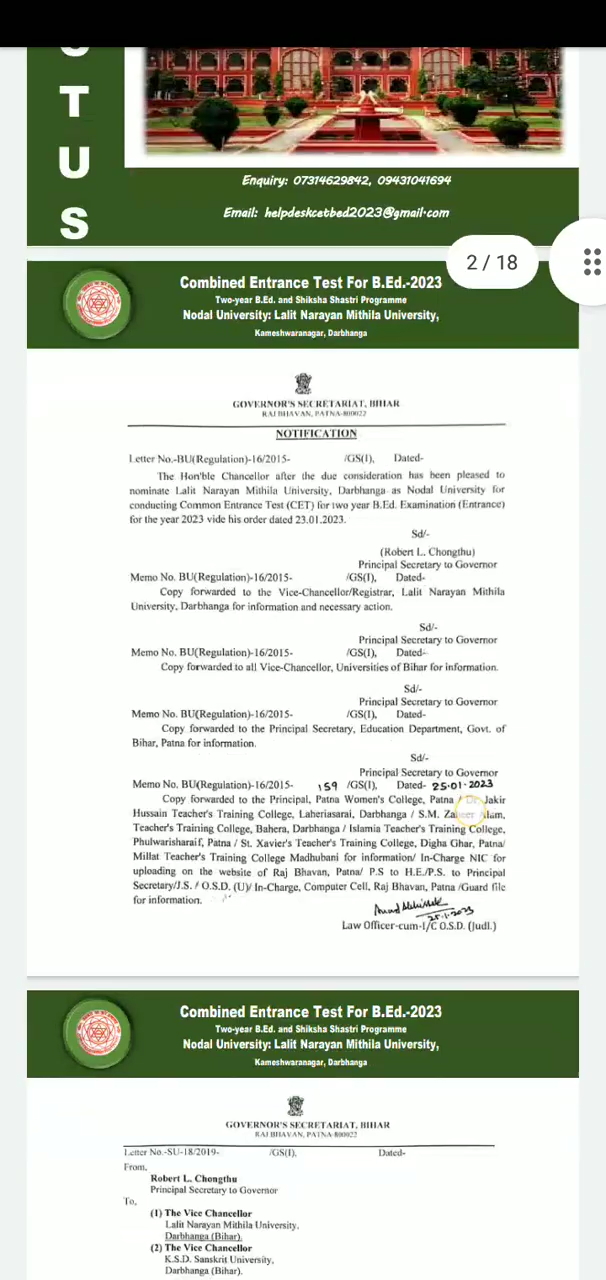 T
U
S
Enquiry: 07314629842, 09431041694
Email: helpdeskcetbed2023@gmail.com
2 / 18
Combined Entrance Test For B.Ed.-2023
Two-year B.Ed. and Shiksha Shastri Programme
Nodal University: Lalit Narayan Mithila University,
Kameshwaranagar, Darbhanga
GOVERNOR'S SECRETARIAT, BIHAR
RAJ BHAVAN, PATNA-800022
NOTIFICATION
Letter No.-BU(Regulation)-16/2015- /GS(I), Dated-
The Hon'ble Chancellor after the due consideration has been pleased to
nominate Lalit Narayan Mithila University, Darbhanga as Nodal University for
conducting Common Entrance Test (CET) for two year B.Ed. Examination (Entrance)
for the year 2023 vide his order dated 23.01.2023.
Sd/-
(Robert L. Chongthu)
Principal Secretary to Governor
Memo No. BU(Regulation)-16/2015- /GS(I), Dated-
Copy forwarded to the Vice-Chancellor/Registrar, Lalit Narayan Mithila
University, Darbhanga for information and necessary action.
Sd/-
Principal Secretary to Governor
Memo No. BU(Regulation)-16/2015- /GS(I), Dated-
Copy forwarded to all Vice-Chancellor, Universities of Bihar for information.
Sd/-
Principal Secretary to Governor
Memo No. BU(Regulation)-16/2015- /GS(I), Dated-
Copy forwarded to the Principal Secretary, Education Department, Govt. of
Bihar, Patna for information.
Sd/-
Principal Secretary to Governor
Memo No. BU(Regulation)-16/2015- 159 /GS(I), Dated- 25.01.2023
Copy forwarded to the Principal, Patna Women's College, Patna / Dr. Jakir
Hussain Teacher's Training College, Laheriasarai, Darbhanga / S.M. Zaheer Alam,
Teacher's Training College, Bahera, Darbhanga / Islamia Teacher's Training College,
Phulwarisharaif, Patna / St. Xavier's Teacher's Training College, Digha Ghar, Patna/
Millat Teacher's Training College Madhubani for information/ In-Charge NIC for
uploading on the website of Raj Bhavan, Patna/ P.S to H.E./P.S. to Principal
Secretary/J.S. / O.S.D. (U)/ In-Charge, Computer Cell, Raj Bhavan, Patna /Guard file
for information.
25.1.2023
Law Officer-cum-I/C O.S.D. (Judl.)
Combined Entrance Test For B.Ed.-2023
Two-year B.Ed. and Shiksha Shastri Programme
Nodal University: Lalit Narayan Mithila University,
Kameshwaranagar, Darbhanga
GOVERNOR'S SECRETARIAT, BIHAR
RAJ BHAVAN, PATNA-800022
Letter No.-SU-18/2019- /GS(I), Dated-
From,
Robert L. Chongthu
Principal Secretary to Governor
To,
(1) The Vice Chancellor
Lalit Narayan Mithila University,
Darbhanga (Bihar).
(2) The Vice Chancellor
K.S.D. Sanskrit University,
Darbhanga (Bihar).